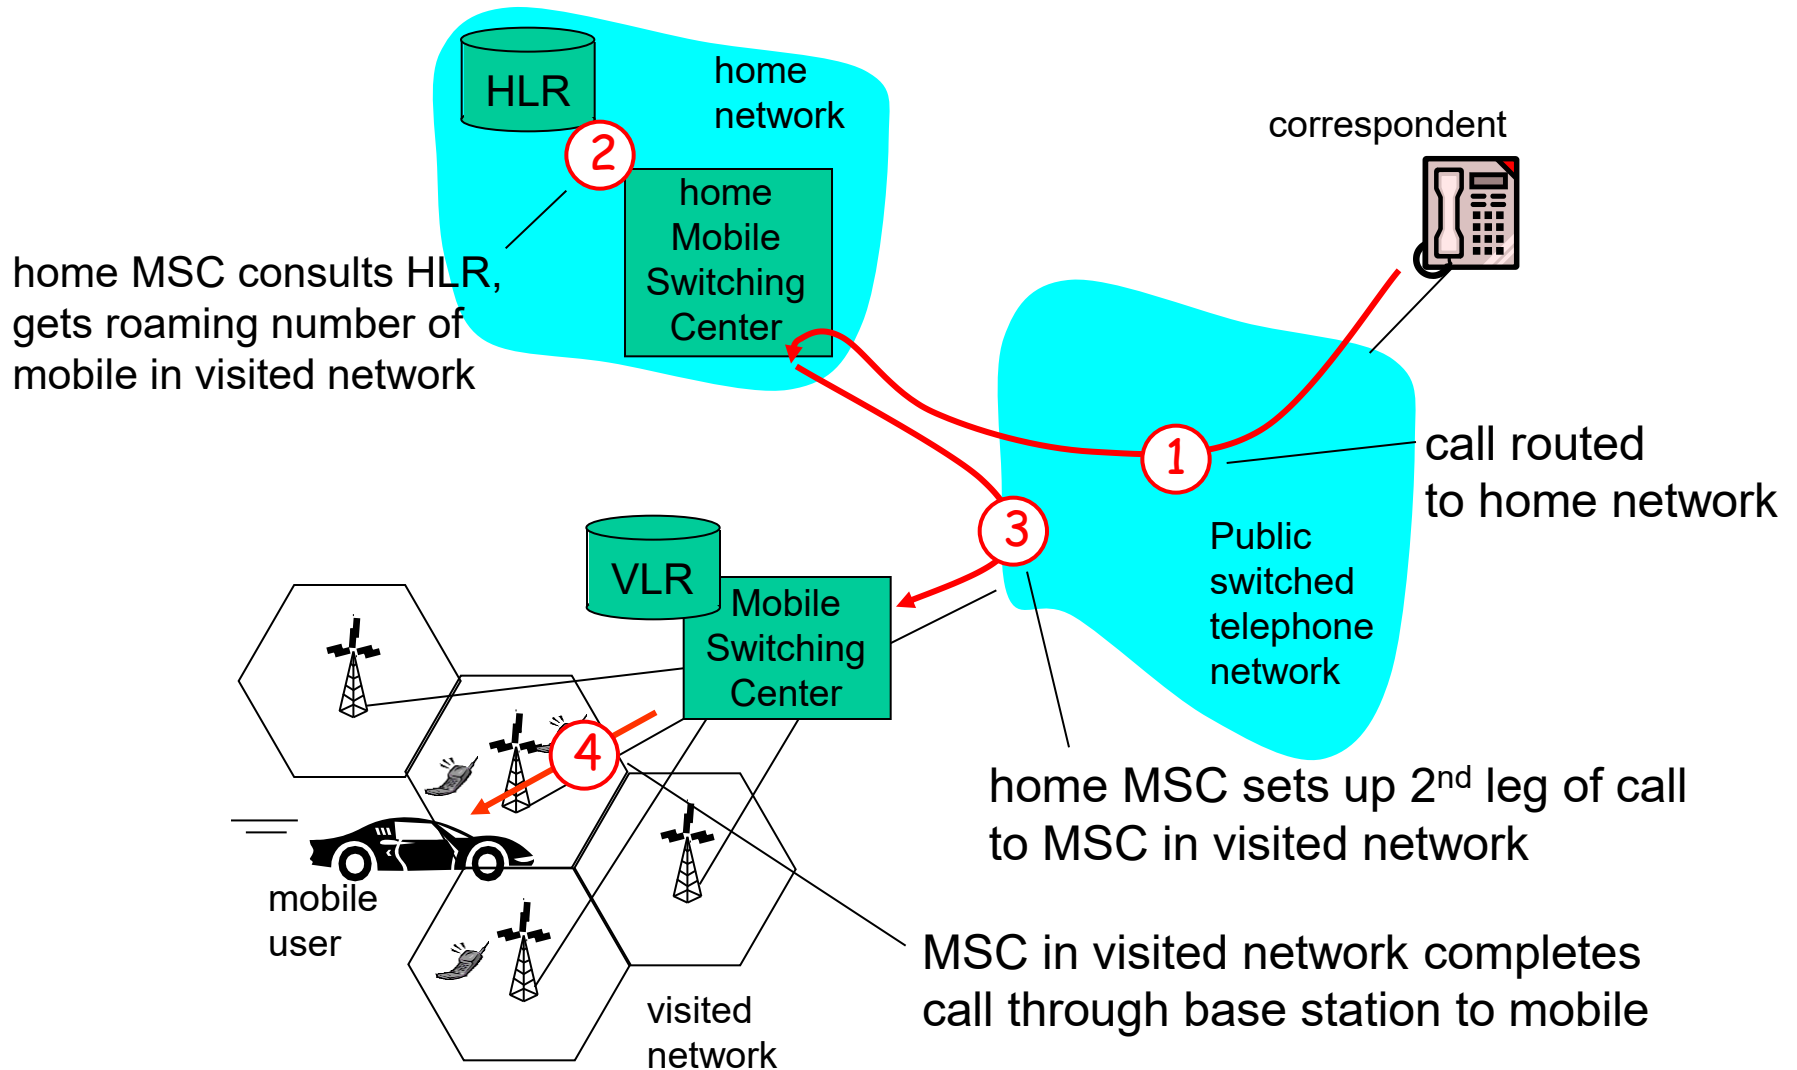 HLR
home
network
correspondent
2
home
Mobile
Switching
Center
home MSC consults HLR,
gets roaming number of
mobile in visited network
1
call routed
to home network
3
Public
switched
telephone
network
VLR
Mobile
Switching
Center
4
home MSC sets up 2nd leg of call
to MSC in visited network
mobile
user
MSC in visited network completes
call through base station to mobile
visited
network